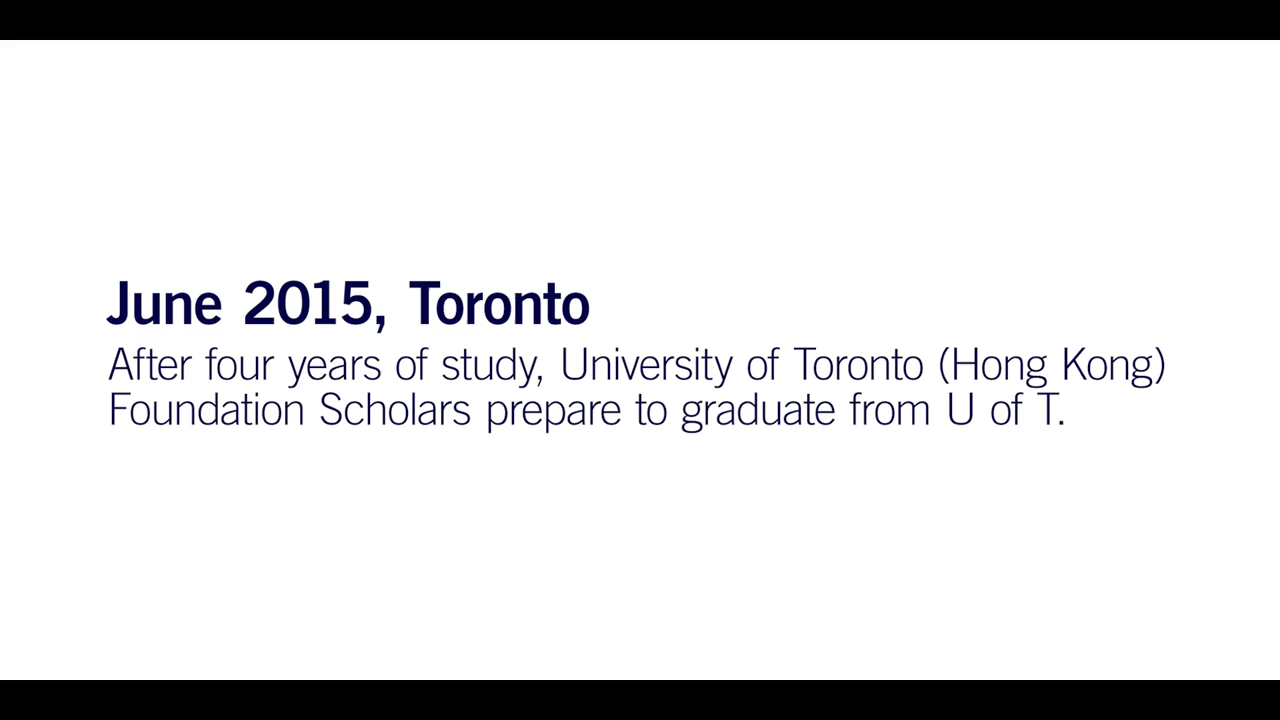 June 2015, Toronto
After four years of study, University of Toronto (Hong Kong)
Foundation Scholars prepare to graduate from U of T.